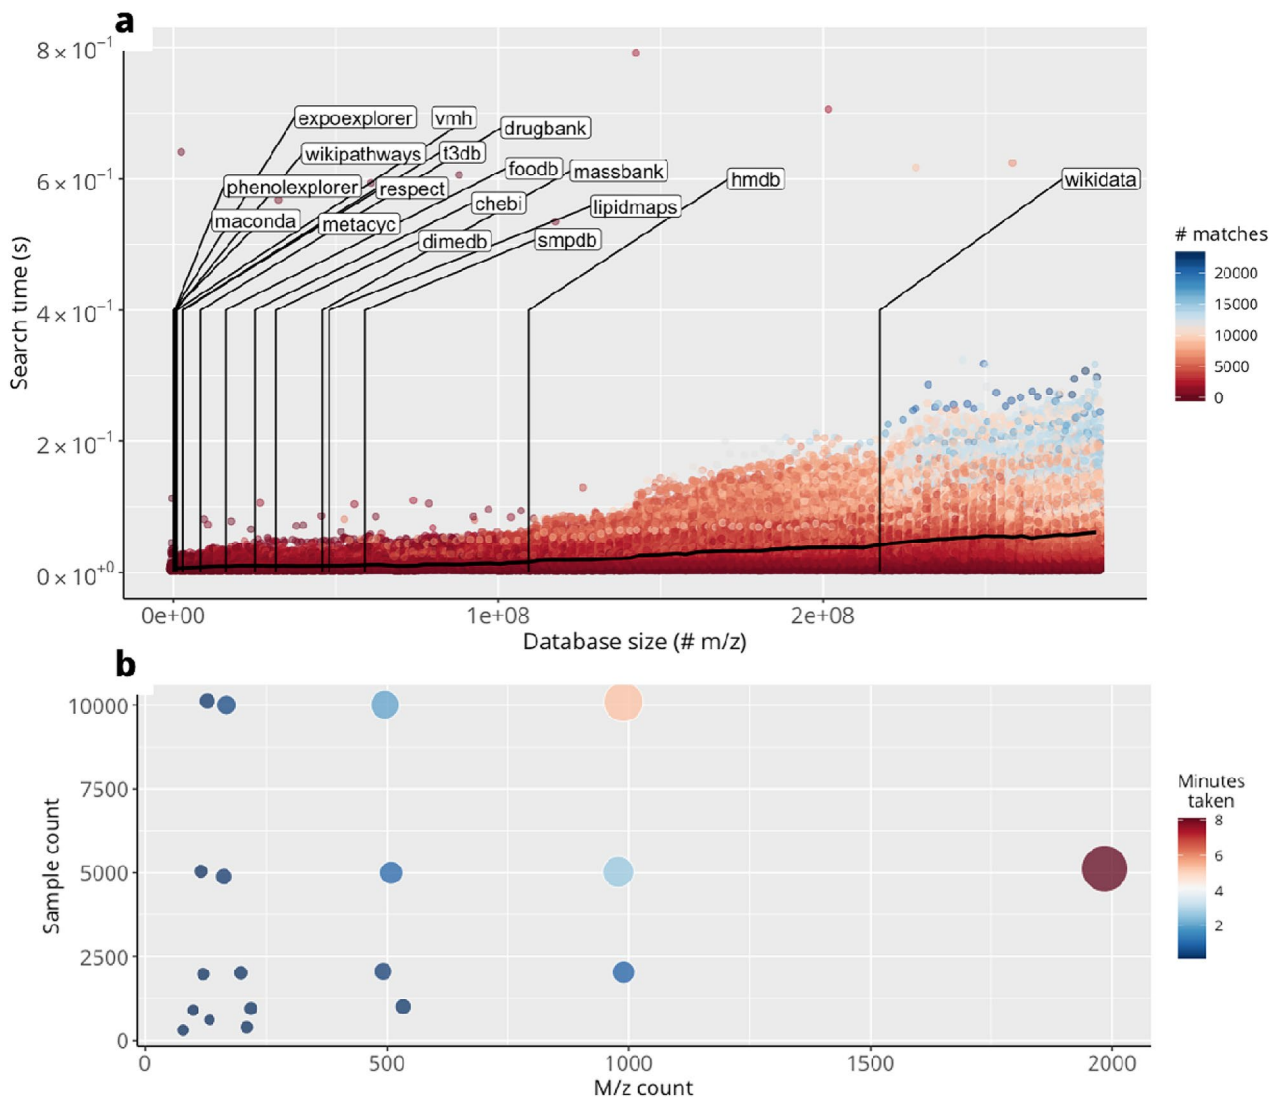 a
8 × 10⁻¹
6 × 10⁻¹
4 × 10⁻¹
2 × 10⁻¹
0 × 10⁺⁰
Search time (s)
expoexplorer
vmh
drugbank
wikipathways
t3db
foodb
massbank
phenolexplorer
respect
hmdb
wikidata
chebi
lipidmaps
maconda
metacyc
dimedb
smpdb
0e+00
1e+08
2e+08
Database size (# m/z)
# matches
20000
15000
10000
5000
0
b
10000
7500
5000
2500
0
Sample count
0
500
1000
1500
2000
M/z count
Minutes
taken
8
6
4
2